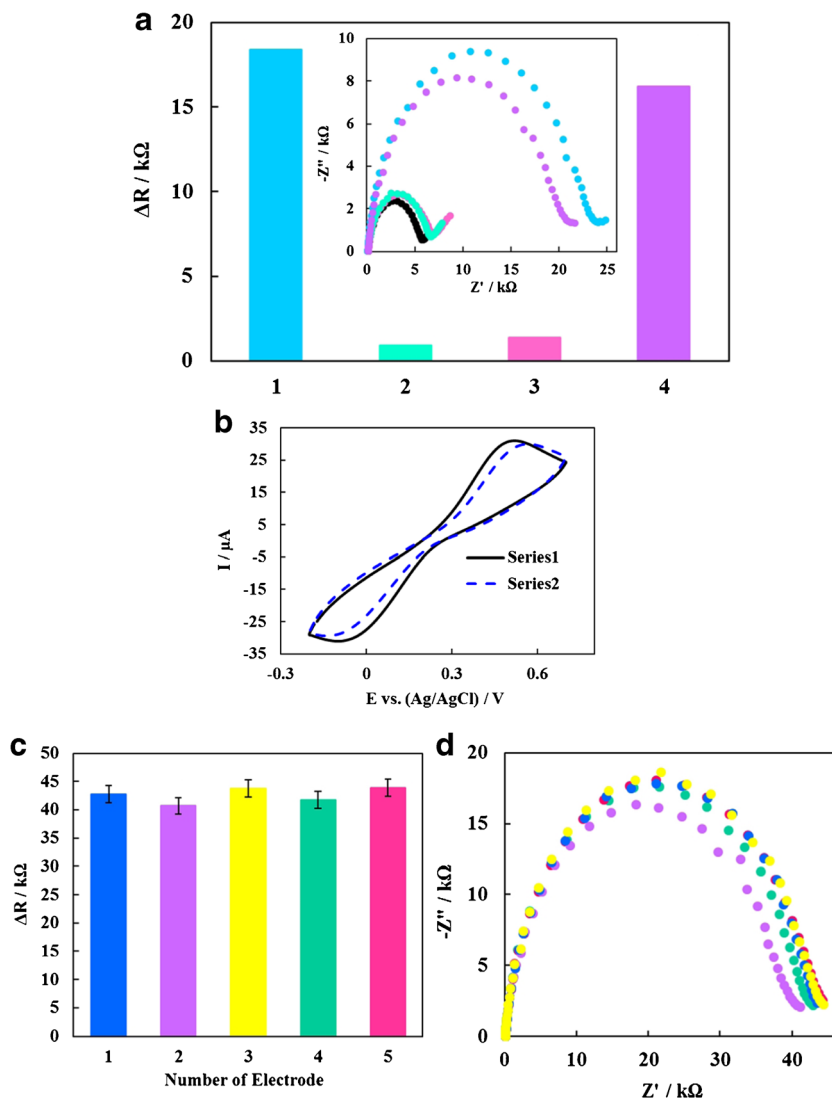 a
20
15
10
5
0
ΔR / kΩ
1 2 3 4
10
8
6
4
2
0
-Z'' / kΩ
0 5 10 15 20 25
Z' / kΩ
b
35
25
15
5
-5
-15
-25
-35
I / µA
Series1
Series2
-0.3 0 0.3 0.6
E vs. (Ag/AgCl) / V
c
50
45
40
35
30
25
20
15
10
5
0
ΔR / kΩ
1 2 3 4 5
Number of Electrode
d
20
15
10
5
0
-Z'' / kΩ
0 10 20 30 40
Z' / kΩ